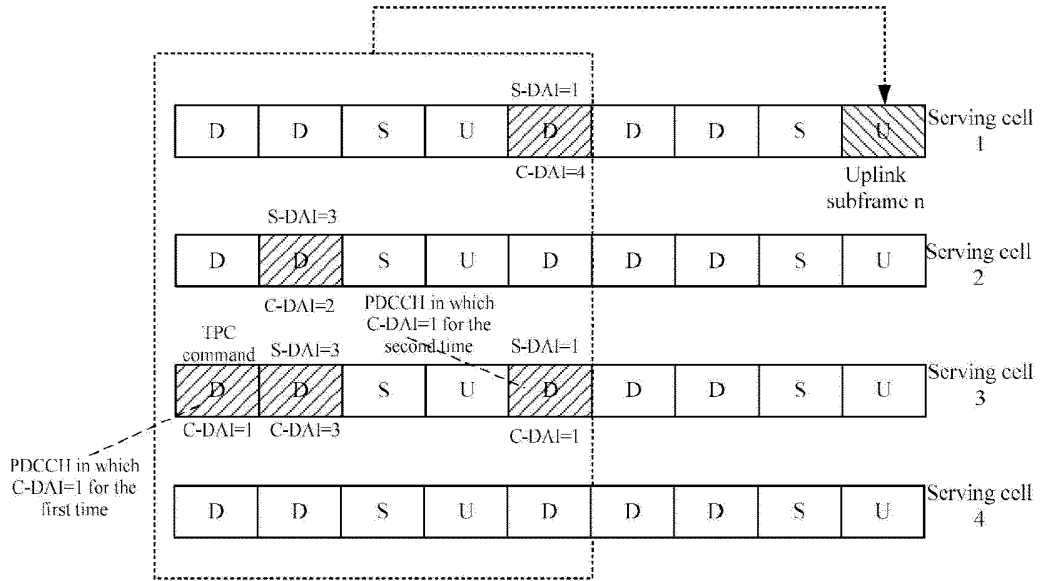 S-DAI=1
D D S U D D D S U
Serving cell
1
C-DAI=4
Uplink
subframe n
S-DAI=3
D D S U D D D S U
Serving cell
2
C-DAI=2
PDCCH in which
C-DAI=1 for the
second time
TPC
command
S-DAI=3
S-DAI=1
D D S U D D D S U
Serving cell
3
C-DAI=1
C-DAI=3
C-DAI=1
PDCCH in which
C-DAI=1 for the
first time
D D S U D D D S U
Serving cell
4